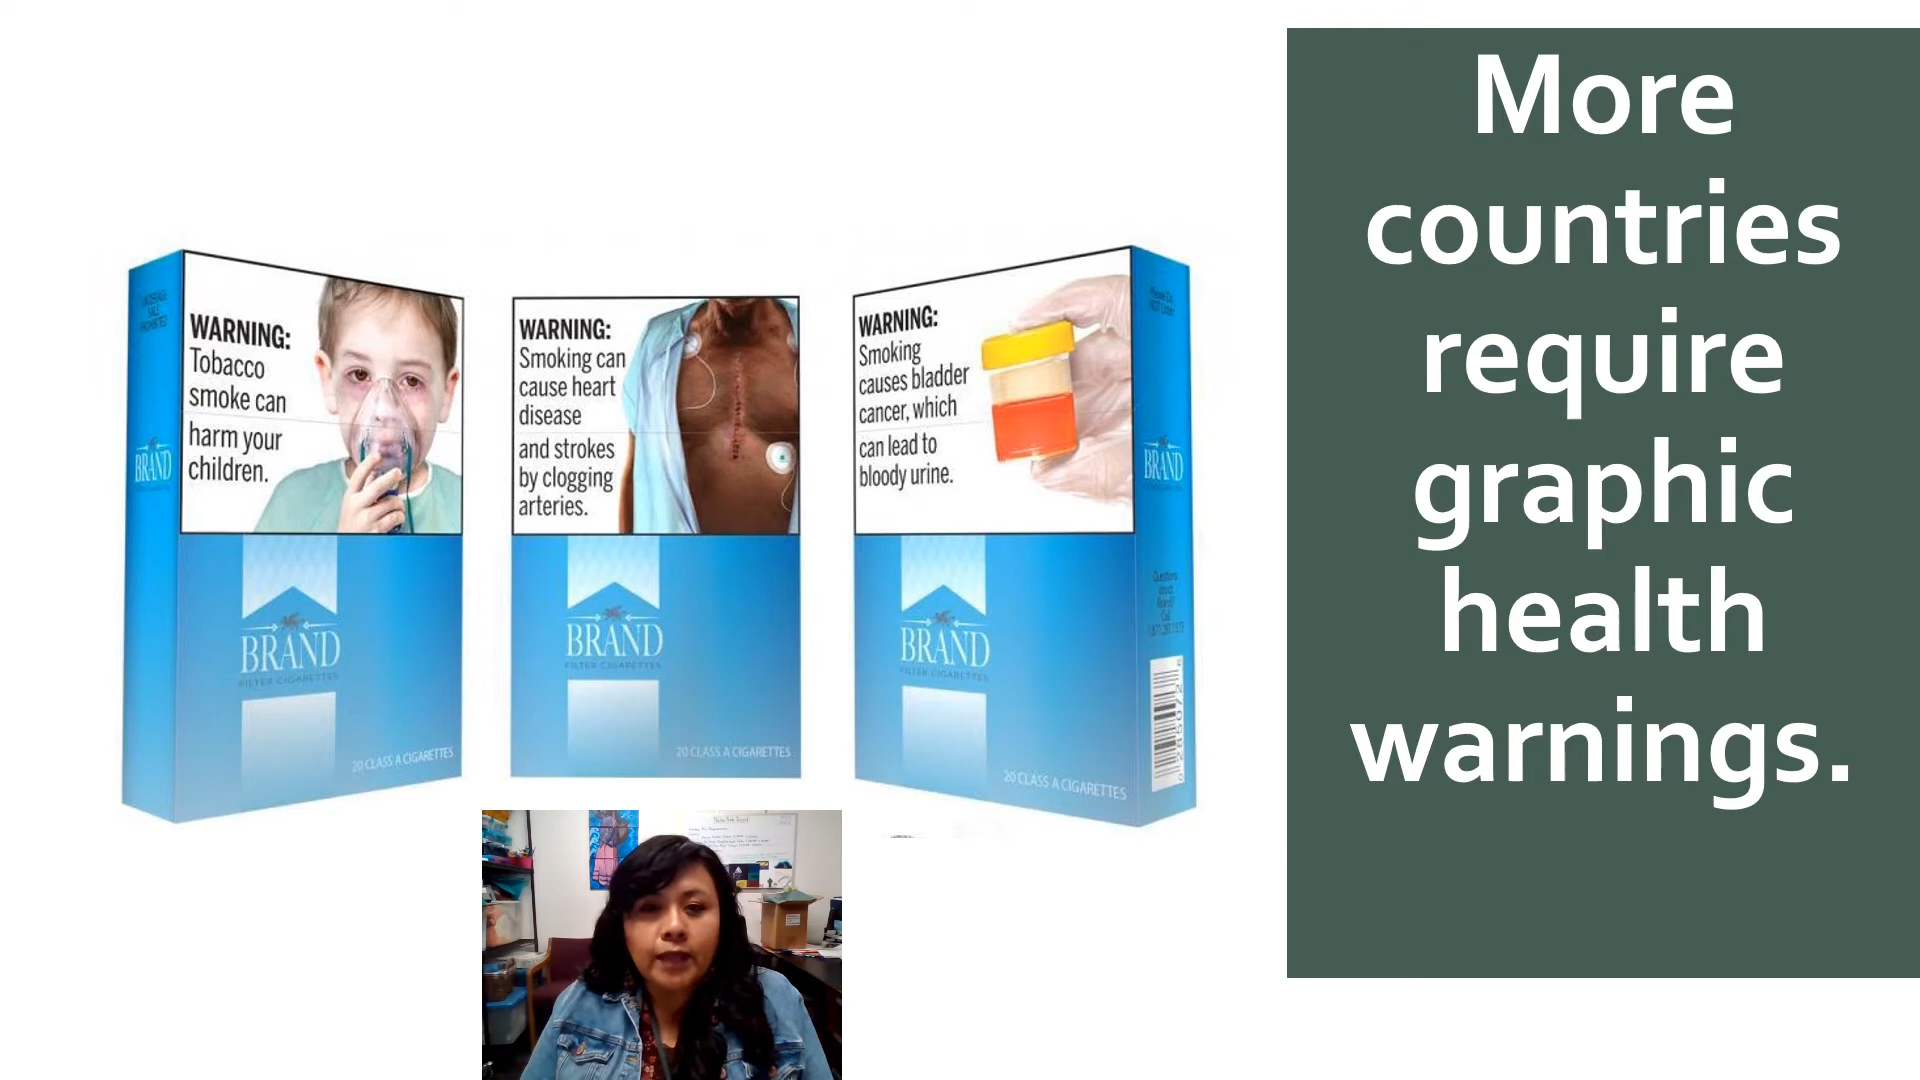 More
countries
require
graphic
health
warnings.
WARNING:
Tobacco
smoke can
harm your
children.
BRAND
BRAND
FILTER CIGARETTES
20 CLASS A CIGARETTES
WARNING:
Smoking can
cause heart
disease
and strokes
by clogging
arteries.
BRAND
FILTER CIGARETTES
20 CLASS A CIGARETTES
WARNING:
Smoking
causes bladder
cancer, which
can lead to
bloody urine.
BRAND
FILTER CIGARETTES
20 CLASS A CIGARETTES
BRAND